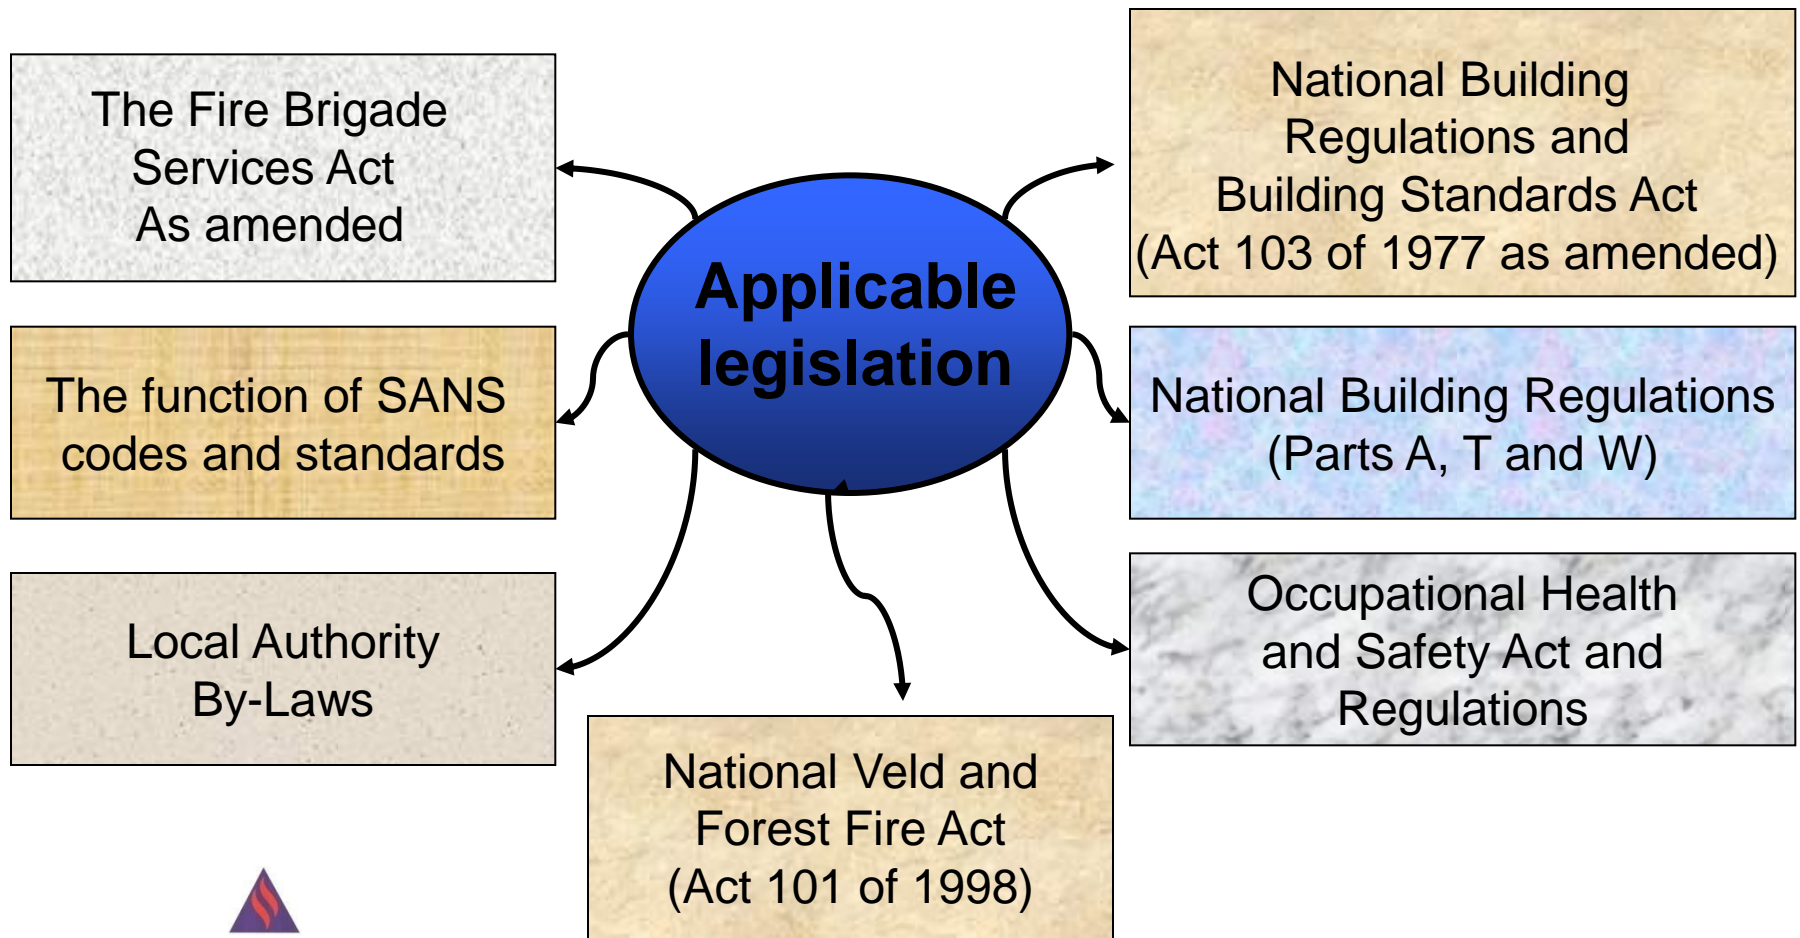 The Fire Brigade
Services Act
As amended
National Building
Regulations and
Building Standards Act
(Act 103 of 1977 as amended)
Applicable
legislation
The function of SANS
codes and standards
National Building Regulations
(Parts A, T and W)
Local Authority
By-Laws
Occupational Health
and Safety Act and
Regulations
National Veld and
Forest Fire Act
(Act 101 of 1998)